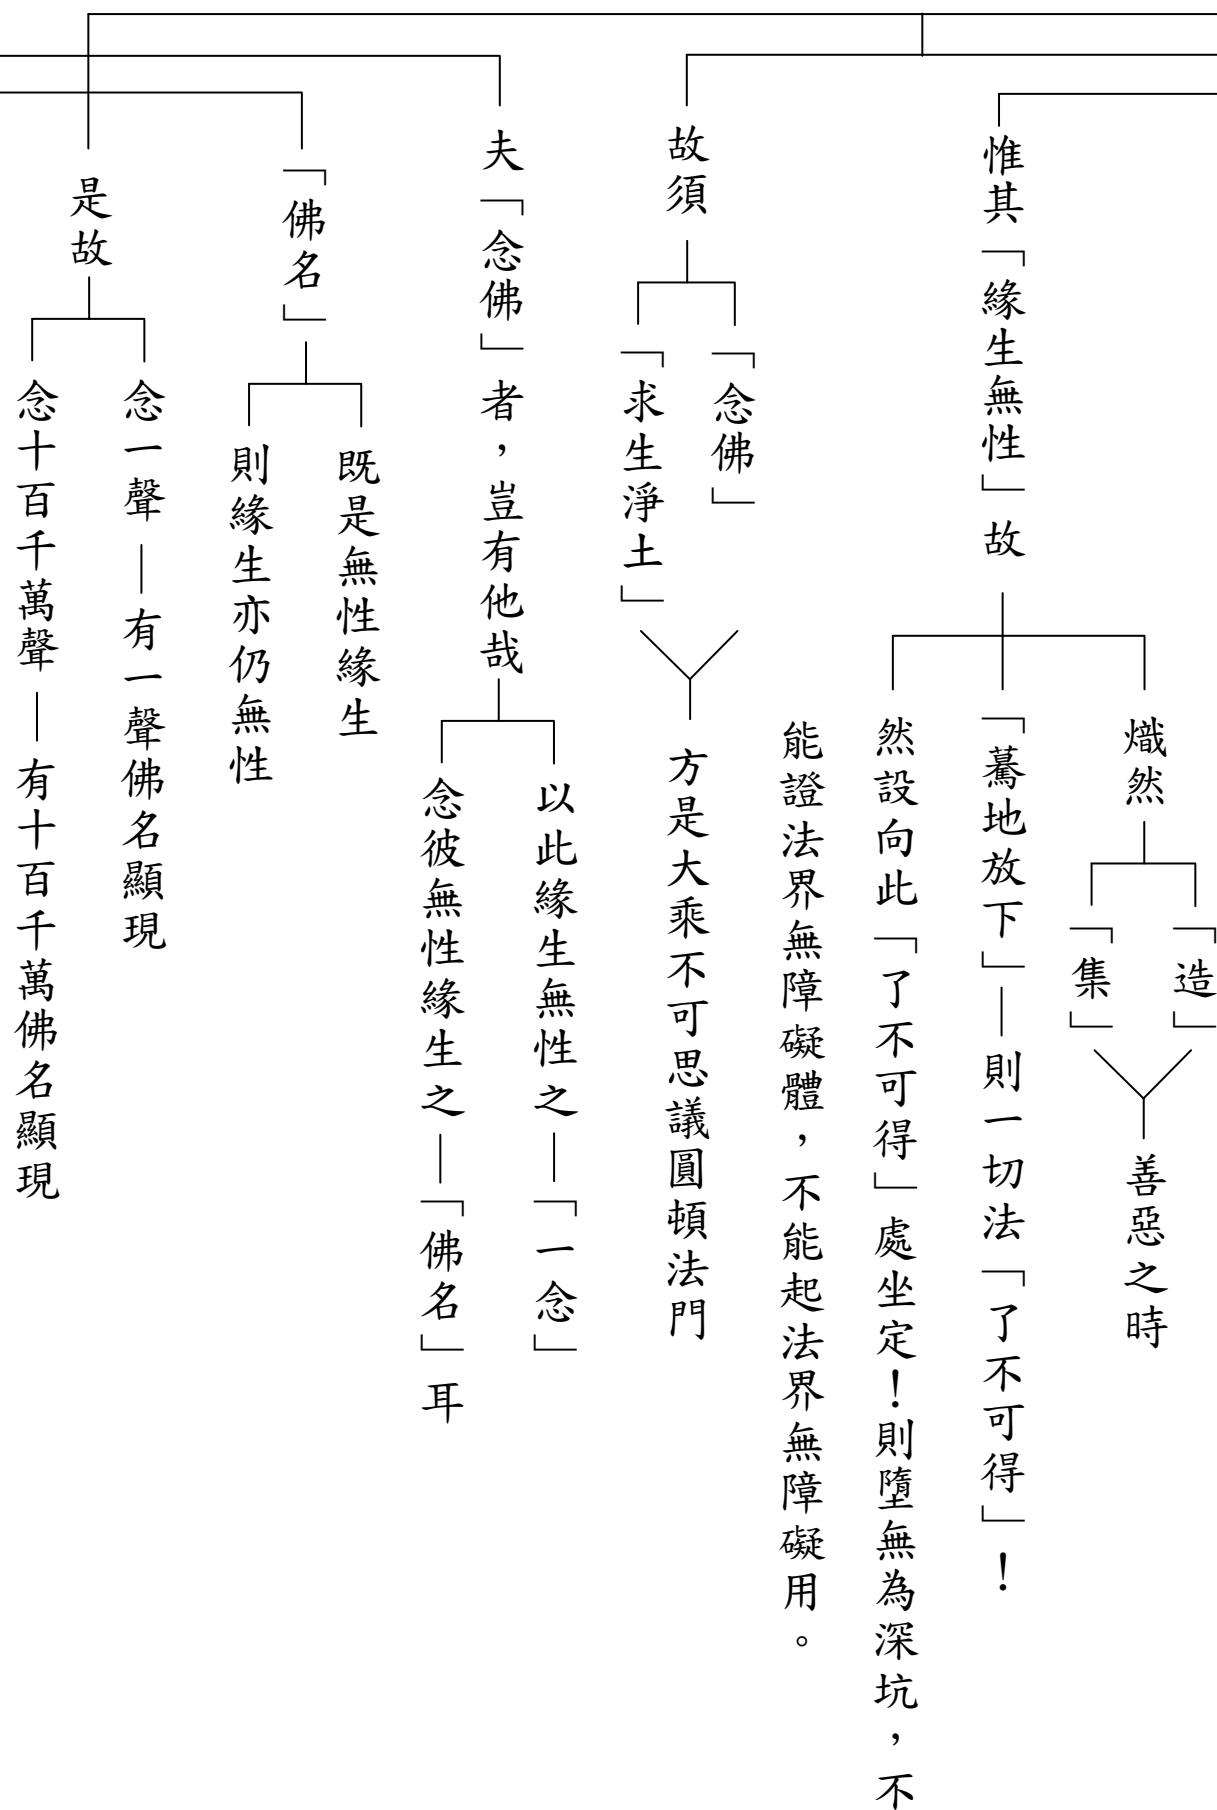 惟其「緣生無性」故
熾然
「造」
「集」
善惡之時
「驀地放下」—則一切法「了不可得」!
然設向此「了不可得」處坐定!則墮無為深坑,不
能證法界無障礙體,不能起法界無障礙用。
故須
「念佛」
「求生淨土」
方是大乘不可思議圓頓法門
夫「念佛」者,豈有他哉
以此緣生無性之—「一念」
念彼無性緣生之—「佛名」耳
「佛名」
既是無性緣生
則緣生亦仍無性
是故
念一聲—有一聲佛名顯現
念十百千萬聲—有十百千萬佛名顯現